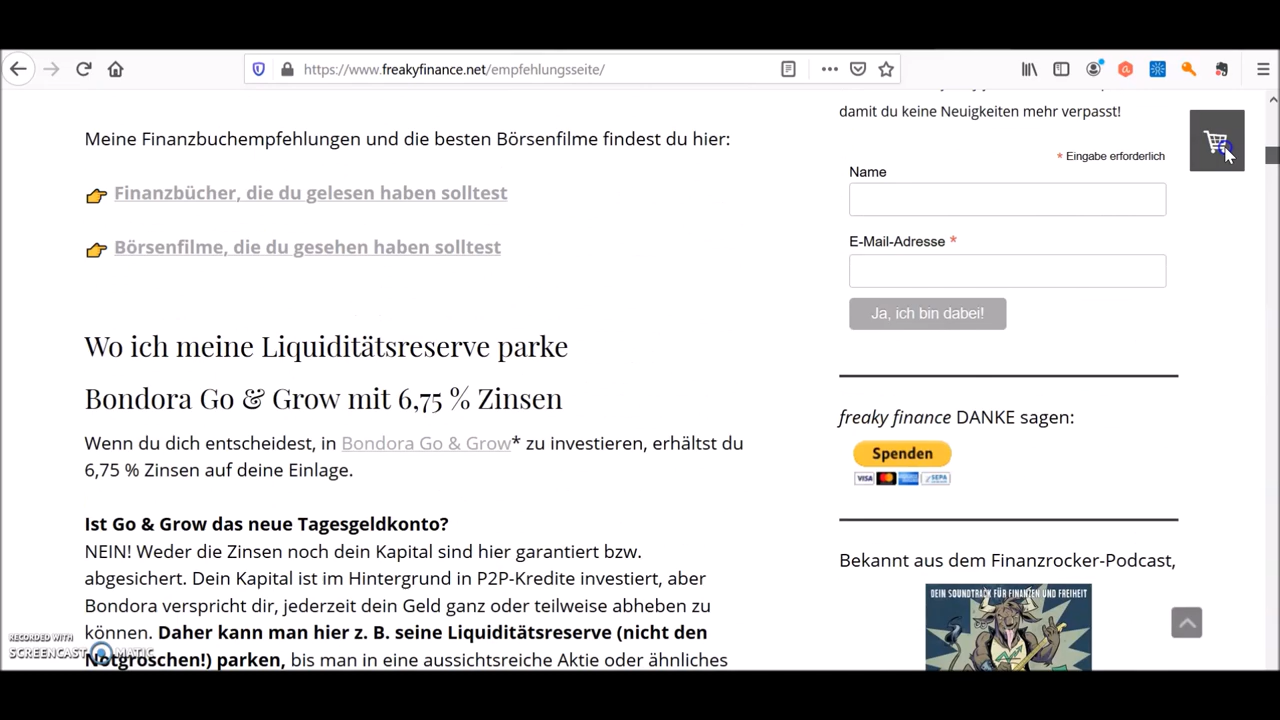 https://www.freakyfinance.net/empfehlungsseite/
damit du keine Neuigkeiten mehr verpasst!
Meine Finanzbuchempfehlungen und die besten Börsenfilme findest du hier:
* Eingabe erforderlich
Name
Finanzbücher, die du gelesen haben solltest
E-Mail-Adresse *
Börsenfilme, die du gesehen haben solltest
Ja, ich bin dabei!
Wo ich meine Liquiditätsreserve parke
Bondora Go & Grow mit 6,75 % Zinsen
Wenn du dich entscheidest, in Bondora Go & Grow* zu investieren, erhältst du
6,75 % Zinsen auf deine Einlage.
Ist Go & Grow das neue Tagesgeldkonto?
NEIN! Weder die Zinsen noch dein Kapital sind hier garantiert bzw.
abgesichert. Dein Kapital ist im Hintergrund in P2P-Kredite investiert, aber
Bondora verspricht dir, jederzeit dein Geld ganz oder teilweise abheben zu
können. Daher kann man hier z. B. seine Liquiditätsreserve (nicht den
Notgroschen!) parken, bis man in eine aussichtsreiche Aktie oder ähnliches
freaky finance DANKE sagen:
Spenden
VISA
SEPA
Bekannt aus dem Finanzrocker-Podcast,
DEIN SOUNDTRACK FÜR FINANZEN UND FREIHEIT
RECORDED WITH
SCREENCAST MATIC